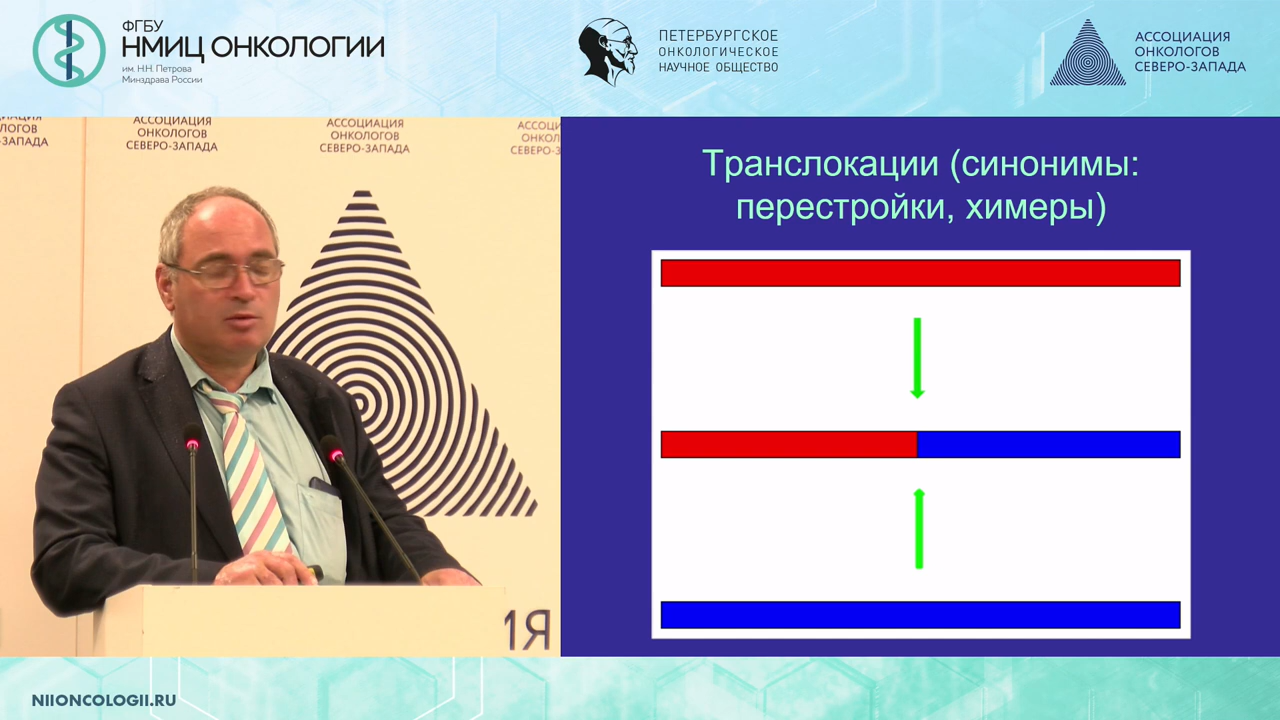 ФГБУ
НМИЦ ОНКОЛОГИИ
им. Н.Н. Петрова
Минздрава России
ПЕТЕРБУРГСКОЕ
ОНКОЛОГИЧЕСКОЕ
НАУЧНОЕ ОБЩЕСТВО
АССОЦИАЦИЯ
ОНКОЛОГОВ
СЕВЕРО-ЗАПАДА
АССОЦИАЦИЯ
ОНКОЛОГОВ
СЕВЕРО-ЗАПАДА
АССОЦИАЦИЯ
ОНКОЛОГОВ
СЕВЕРО-ЗАПАДА
Транслокации (синонимы:
перестройки, химеры)
NIIONCOLOGII.RU